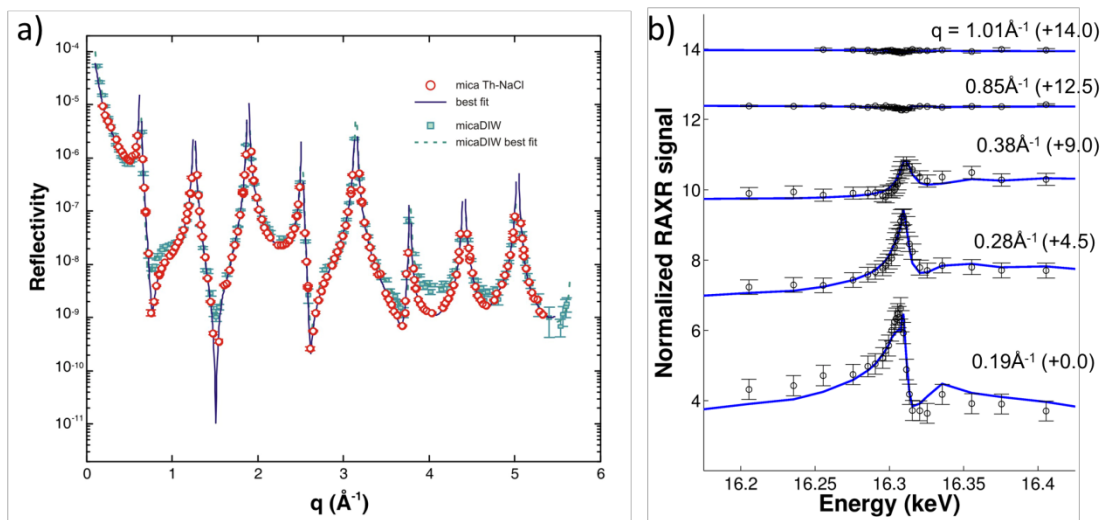 a)
10⁻⁴
10⁻⁵
10⁻⁶
10⁻⁷
10⁻⁸
10⁻⁹
10⁻¹⁰
10⁻¹¹
Reflectivity
mica Th-NaCl
best fit
micaDIW
micaDIW best fit
0 1 2 3 4 5 6
q (Å⁻¹)
b)
14
12
10
8
6
4
Normalized RAXR signal
q = 1.01Å⁻¹ (+14.0)
0.85Å⁻¹ (+12.5)
0.38Å⁻¹ (+9.0)
0.28Å⁻¹ (+4.5)
0.19Å⁻¹ (+0.0)
16.2 16.25 16.3 16.35 16.4
Energy (keV)